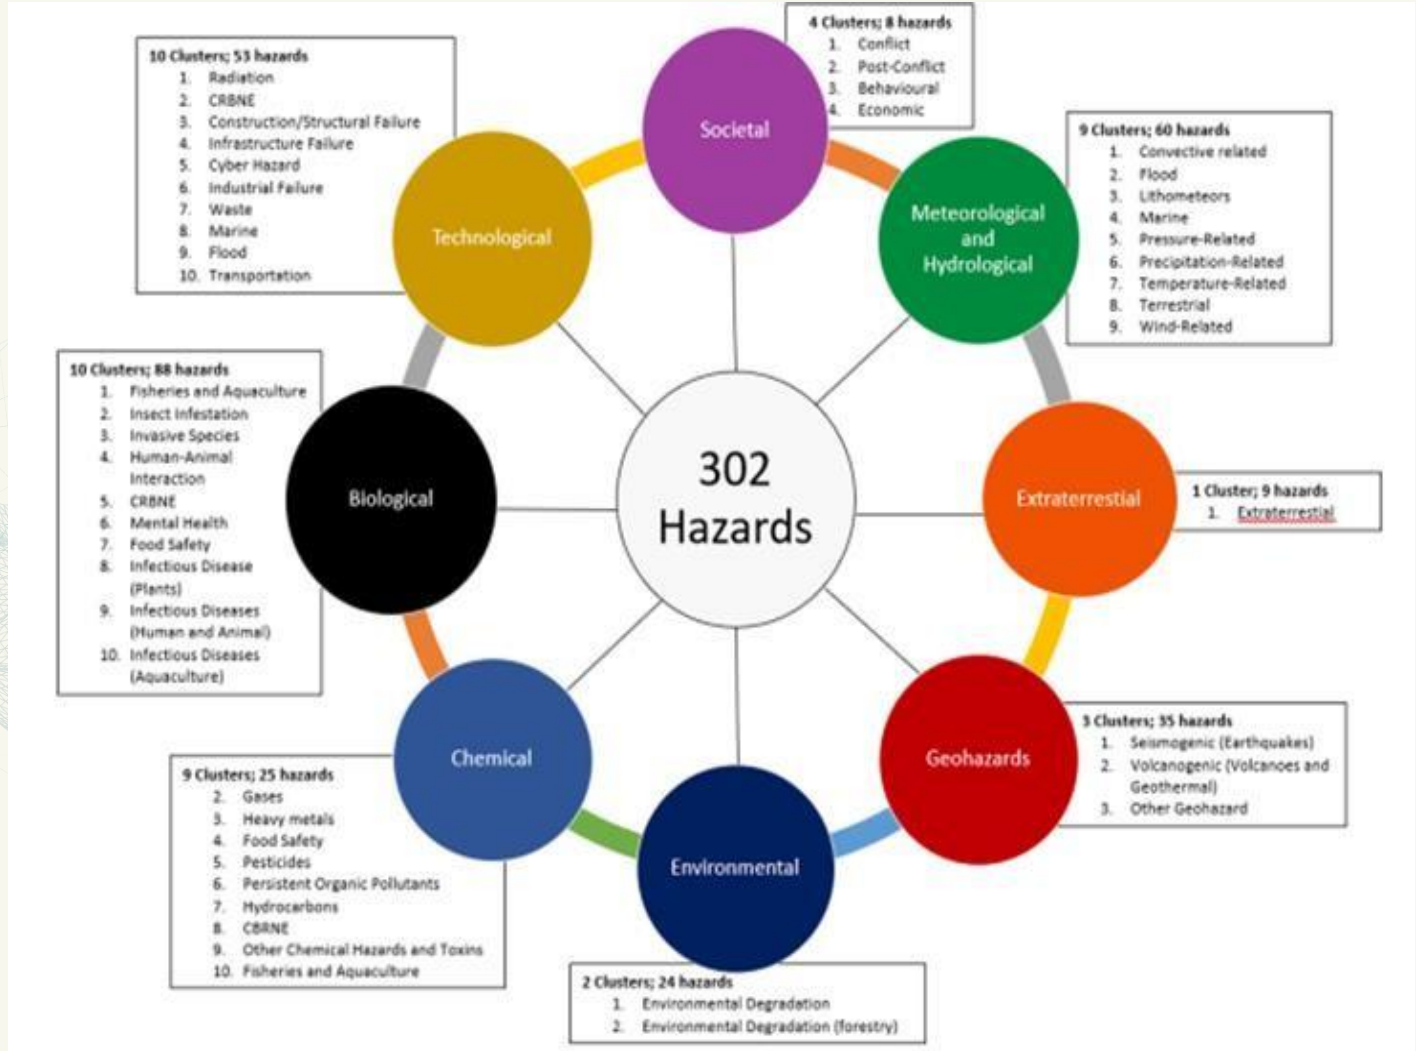 4 Clusters; 8 hazards
1. Conflict
2. Post-Conflict
3. Behavioural
4. Economic
Societal
10 Clusters; 53 hazards
1. Radiation
2. CRBNE
3. Construction/Structural Failure
4. Infrastructure Failure
5. Cyber Hazard
6. Industrial Failure
7. Waste
8. Marine
9. Flood
10. Transportation
Technological
Meteorological
and
Hydrological
9 Clusters; 60 hazards
1. Convective related
2. Flood
3. Lithometeors
4. Marine
5. Pressure-Related
6. Precipitation-Related
7. Temperature-Related
8. Terrestrial
9. Wind-Related
10 Clusters; 88 hazards
1. Fisheries and Aquaculture
2. Insect Infestation
3. Invasive Species
4. Human-Animal
Interaction
5. CRBNE
6. Mental Health
7. Food Safety
8. Infectious Disease
(Plants)
9. Infectious Diseases
(Human and Animal)
10. Infectious Diseases
(Aquaculture)
Biological
302
Hazards
Extraterrestial
1 Cluster; 9 hazards
1. Extraterrestial
Chemical
9 Clusters; 25 hazards
2. Gases
3. Heavy metals
4. Food Safety
5. Pesticides
6. Persistent Organic Pollutants
7. Hydrocarbons
8. CBRNE
9. Other Chemical Hazards and Toxins
10. Fisheries and Aquaculture
Geohazards
3 Clusters; 35 hazards
1. Seismogenic (Earthquakes)
2. Volcanogenic (Volcanoes and
Geothermal)
3. Other Geohazard
Environmental
2 Clusters; 24 hazards
1. Environmental Degradation
2. Environmental Degradation (forestry)